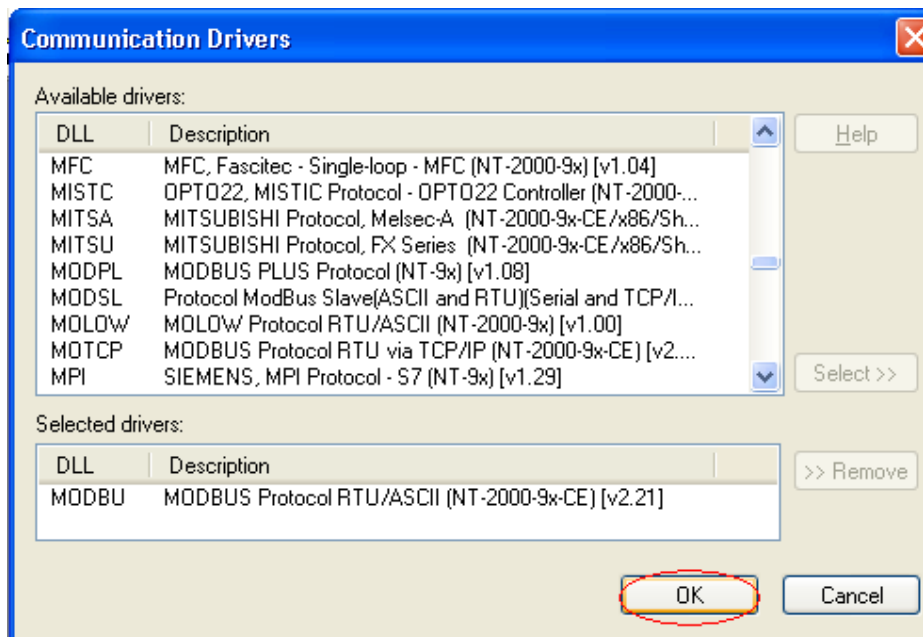 Communication Drivers
Available drivers:
DLL Description
Help
MFC MFC, Fascitec - Single-loop - MFC (NT-2000-9x) [v1.04]
MISTC OPTO22, MISTIC Protocol - OPTO22 Controller (NT-2000-...
MITSA MITSUBISHI Protocol, Melsec-A (NT-2000-9x-CE/x86/Sh...
MITSU MITSUBISHI Protocol, FX Series (NT-2000-9x-CE/x86/Sh...
MODPL MODBUS PLUS Protocol (NT-9x) [v1.08]
MODSL Protocol ModBus Slave(ASCII and RTU)(Serial and TCP/I...
MOLOW MOLOW Protocol RTU/ASCII (NT-2000-9x) [v1.00]
MOTCP MODBUS Protocol RTU via TCP/IP (NT-2000-9x-CE) [v2....
MPI SIEMENS, MPI Protocol - S7 (NT-9x) [v1.29]
Select >>
Selected drivers:
DLL Description
>> Remove
MODBU MODBUS Protocol RTU/ASCII (NT-2000-9x-CE) [v2.21]
OK Cancel